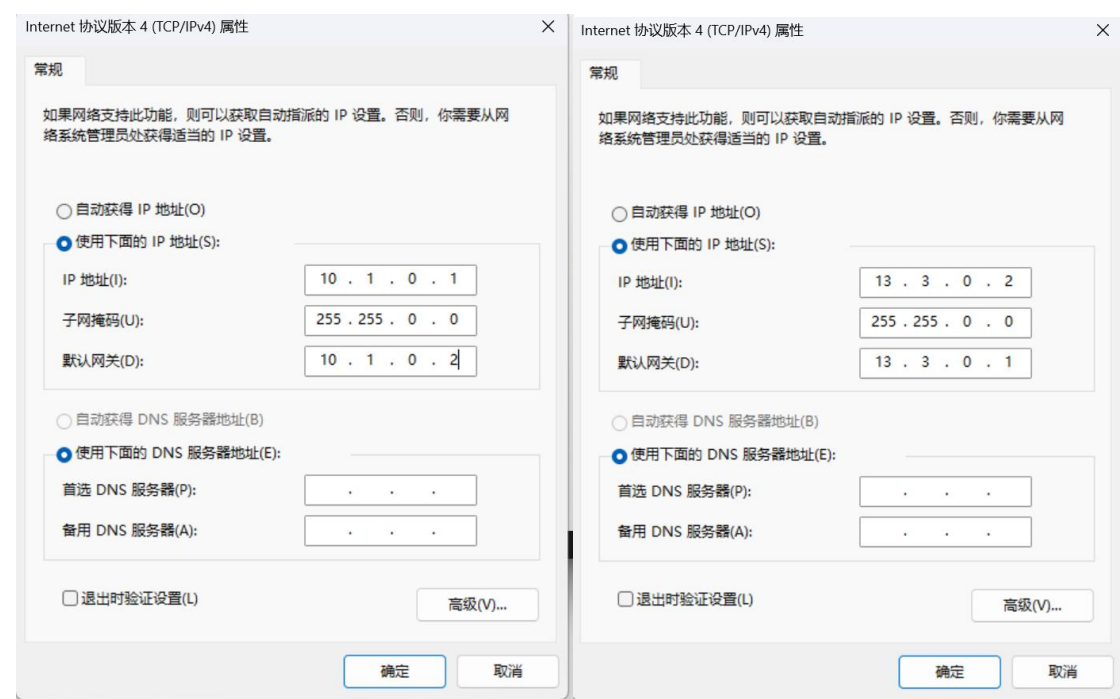 Internet 协议版本 4 (TCP/IPv4) 属性
常规
如果网络支持此功能，则可以获取自动指派的 IP 设置。否则，你需要从网
络系统管理员处获得适当的 IP 设置。
自动获得 IP 地址(O)
使用下面的 IP 地址(S):
IP 地址(I):
10 . 1 . 0 . 1
子网掩码(U):
255 . 255 . 0 . 0
默认网关(D):
10 . 1 . 0 . 2
自动获得 DNS 服务器地址(B)
使用下面的 DNS 服务器地址(E):
首选 DNS 服务器(P):
. . .
备用 DNS 服务器(A):
. . .
退出时验证设置(L)
高级(V)...
确定
取消
Internet 协议版本 4 (TCP/IPv4) 属性
常规
如果网络支持此功能，则可以获取自动指派的 IP 设置。否则，你需要从网
络系统管理员处获得适当的 IP 设置。
自动获得 IP 地址(O)
使用下面的 IP 地址(S):
IP 地址(I):
13 . 3 . 0 . 2
子网掩码(U):
255 . 255 . 0 . 0
默认网关(D):
13 . 3 . 0 . 1
自动获得 DNS 服务器地址(B)
使用下面的 DNS 服务器地址(E):
首选 DNS 服务器(P):
. . .
备用 DNS 服务器(A):
. . .
退出时验证设置(L)
高级(V)...
确定
取消